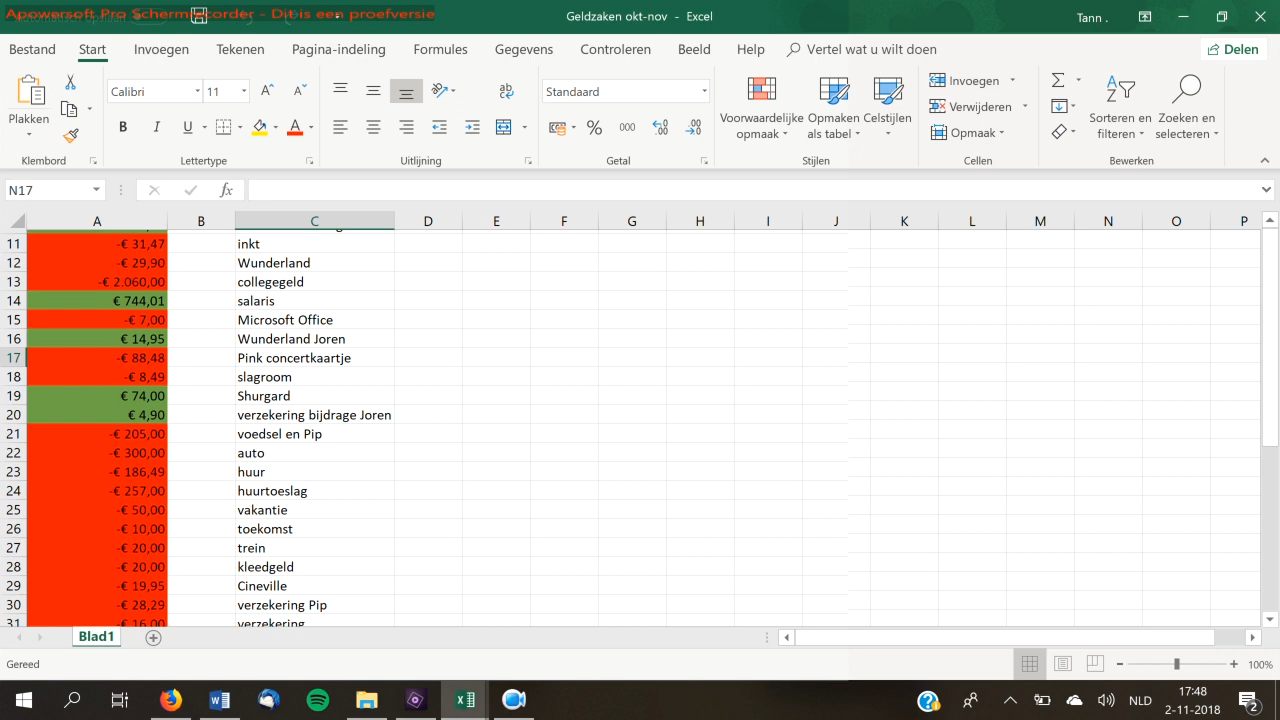 Apowersoft Pro Schermrecorder - Dit is een proefversie
Geldzaken okt-nov - Excel
Tann .
Bestand Start Invoegen Tekenen Pagina-indeling Formules Gegevens Controleren Beeld Help Vertel wat u wilt doen Delen
Plakken
Klembord
Calibri 11
B I U
Lettertype
Uitlijning
Standaard
% 000
Getal
Voorwaardelijke opmaak
Opmaken als tabel
Celstijlen
Stijlen
Invoegen
Verwijderen
Opmaak
Cellen
Sorteren en filteren
Zoeken en selecteren
Bewerken
N17 fx
A B C D E F G H I J K L M N O P
11 -€ 31,47 inkt
12 -€ 29,90 Wunderland
13 -€ 2.060,00 collegegeld
14 € 744,01 salaris
15 -€ 7,00 Microsoft Office
16 € 14,95 Wunderland Joren
17 -€ 88,48 Pink concertkaartje
18 -€ 8,49 slagroom
19 € 74,00 Shurgard
20 € 4,90 verzekering bijdrage Joren
21 -€ 205,00 voedsel en Pip
22 -€ 300,00 auto
23 -€ 186,49 huur
24 -€ 257,00 huurtoeslag
25 -€ 50,00 vakantie
26 -€ 10,00 toekomst
27 -€ 20,00 trein
28 -€ 20,00 kleedgeld
29 -€ 19,95 Cineville
30 -€ 28,29 verzekering Pip
31 -€ 16,00 verzekering
Blad1
Gereed
100%
NLD
17:48
2-11-2018
2